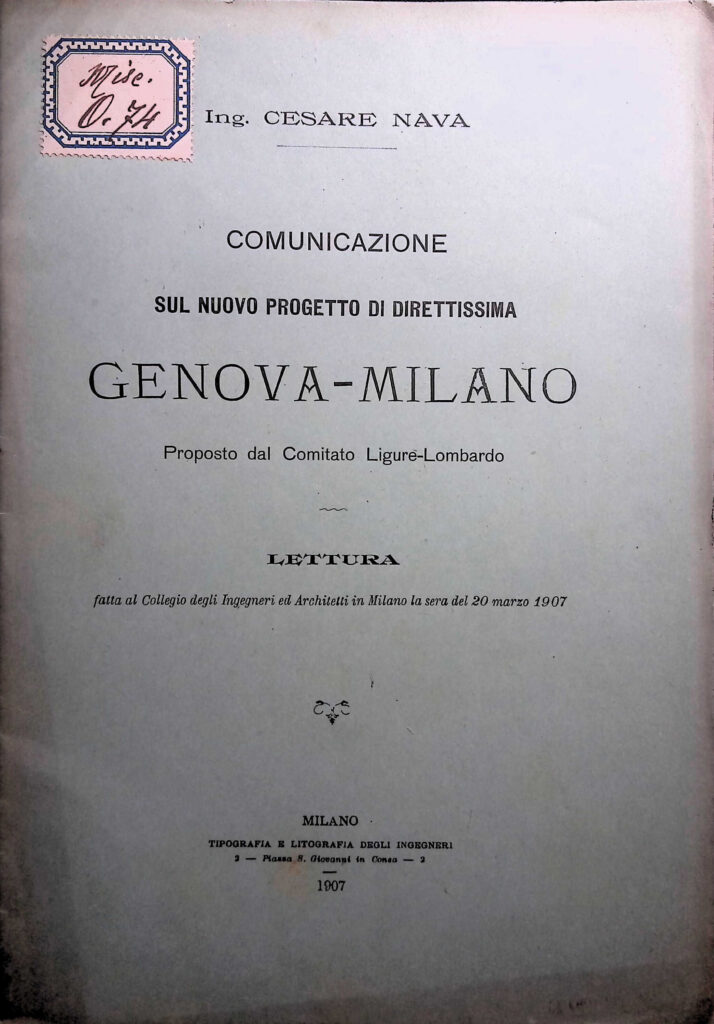 Misc.
O. 74
Ing. CESARE NAVA
COMUNICAZIONE
SUL NUOVO PROGETTO DI DIRETTISSIMA
GENOVA-MILANO
Proposto dal Comitato Ligure-Lombardo
LETTURA
fatta al Collegio degli Ingegneri ed Architetti in Milano la sera del 20 marzo 1907
MILANO
TIPOGRAFIA E LITOGRAFIA DEGLI INGEGNERI
2 — Piazza S. Giovanni in Conca — 2
1907